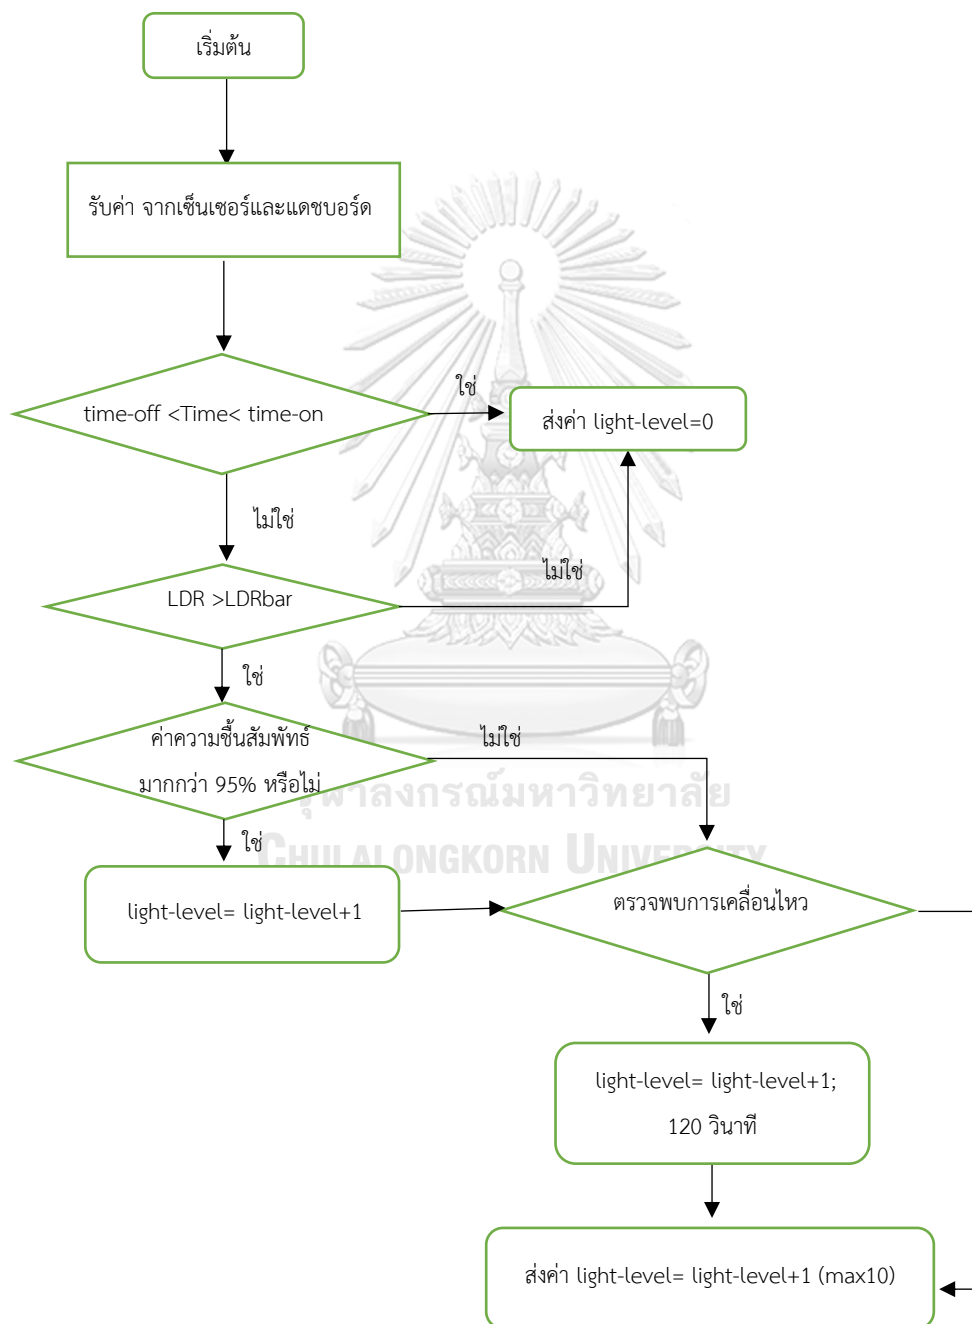 เริ่มต้น
รับค่า จากเซ็นเซอร์และแดชบอร์ด
time-off <Time< time-on
ใช่
ส่งค่า light-level=0
ไม่ใช่
LDR >LDRbar
ไม่ใช่
ใช่
ค่าความชื้นสัมพัทธ์
มากกว่า 95% หรือไม่
ไม่ใช่
จุฬาลงกรณ์มหาวิทยาลัย
CHULALONGKORN UNIVERSITY
ใช่
light-level= light-level+1
ตรวจพบการเคลื่อนไหว
ใช่
light-level= light-level+1;
120 วินาที
ส่งค่า light-level= light-level+1 (max10)